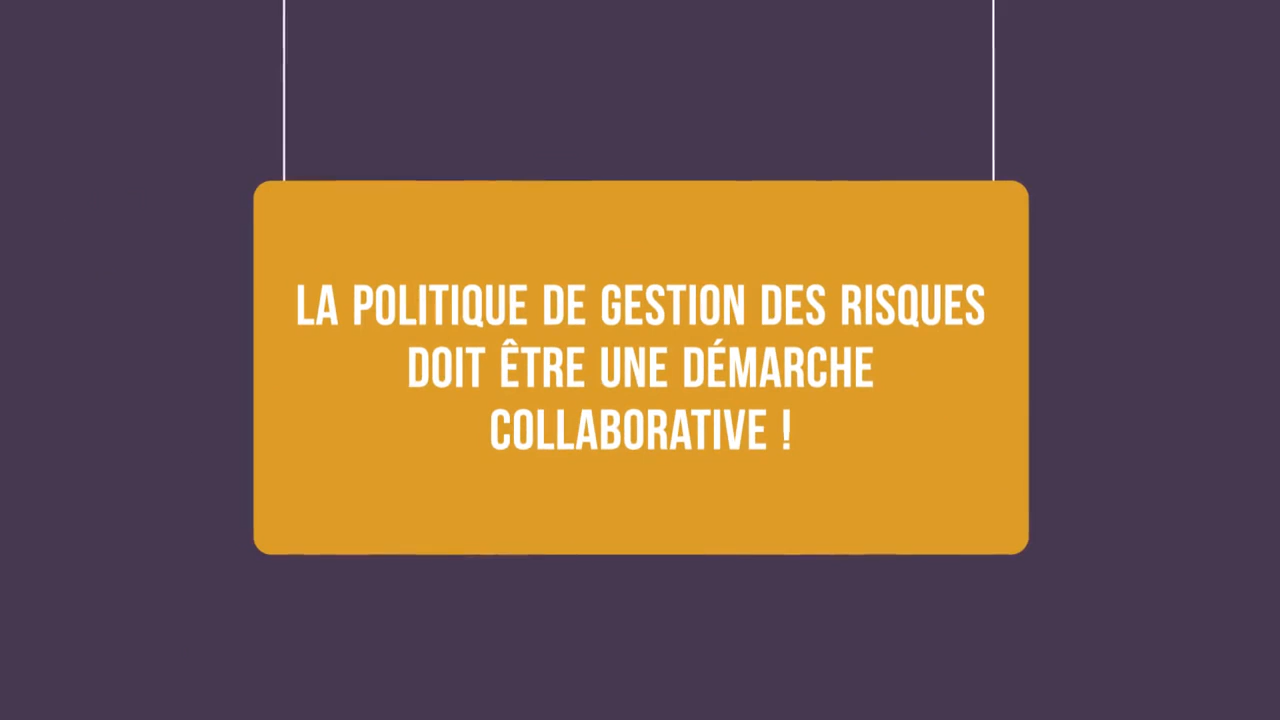 LA POLITIQUE DE GESTION DES RISQUES
DOIT ÊTRE UNE DÉMARCHE
COLLABORATIVE !